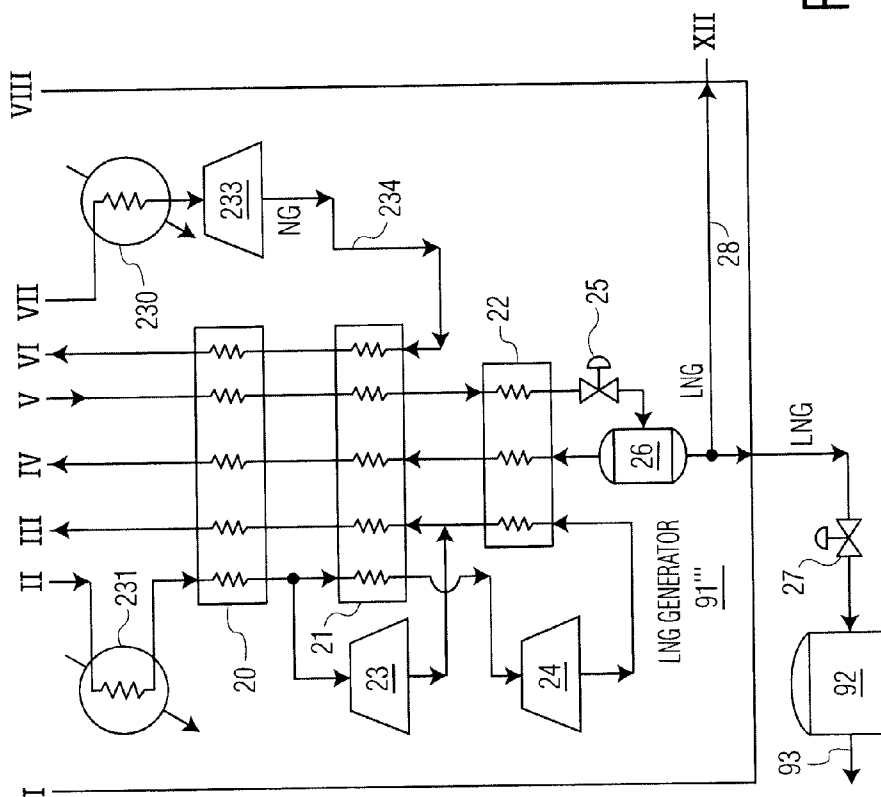 VIII
XII
VII
VI
V
IV
III
II
I
230
233
NG
234
231
20
21
22
25
23
24
26
28
LNG
LNG
LNG GENERATOR
91'''
27
92
93
F